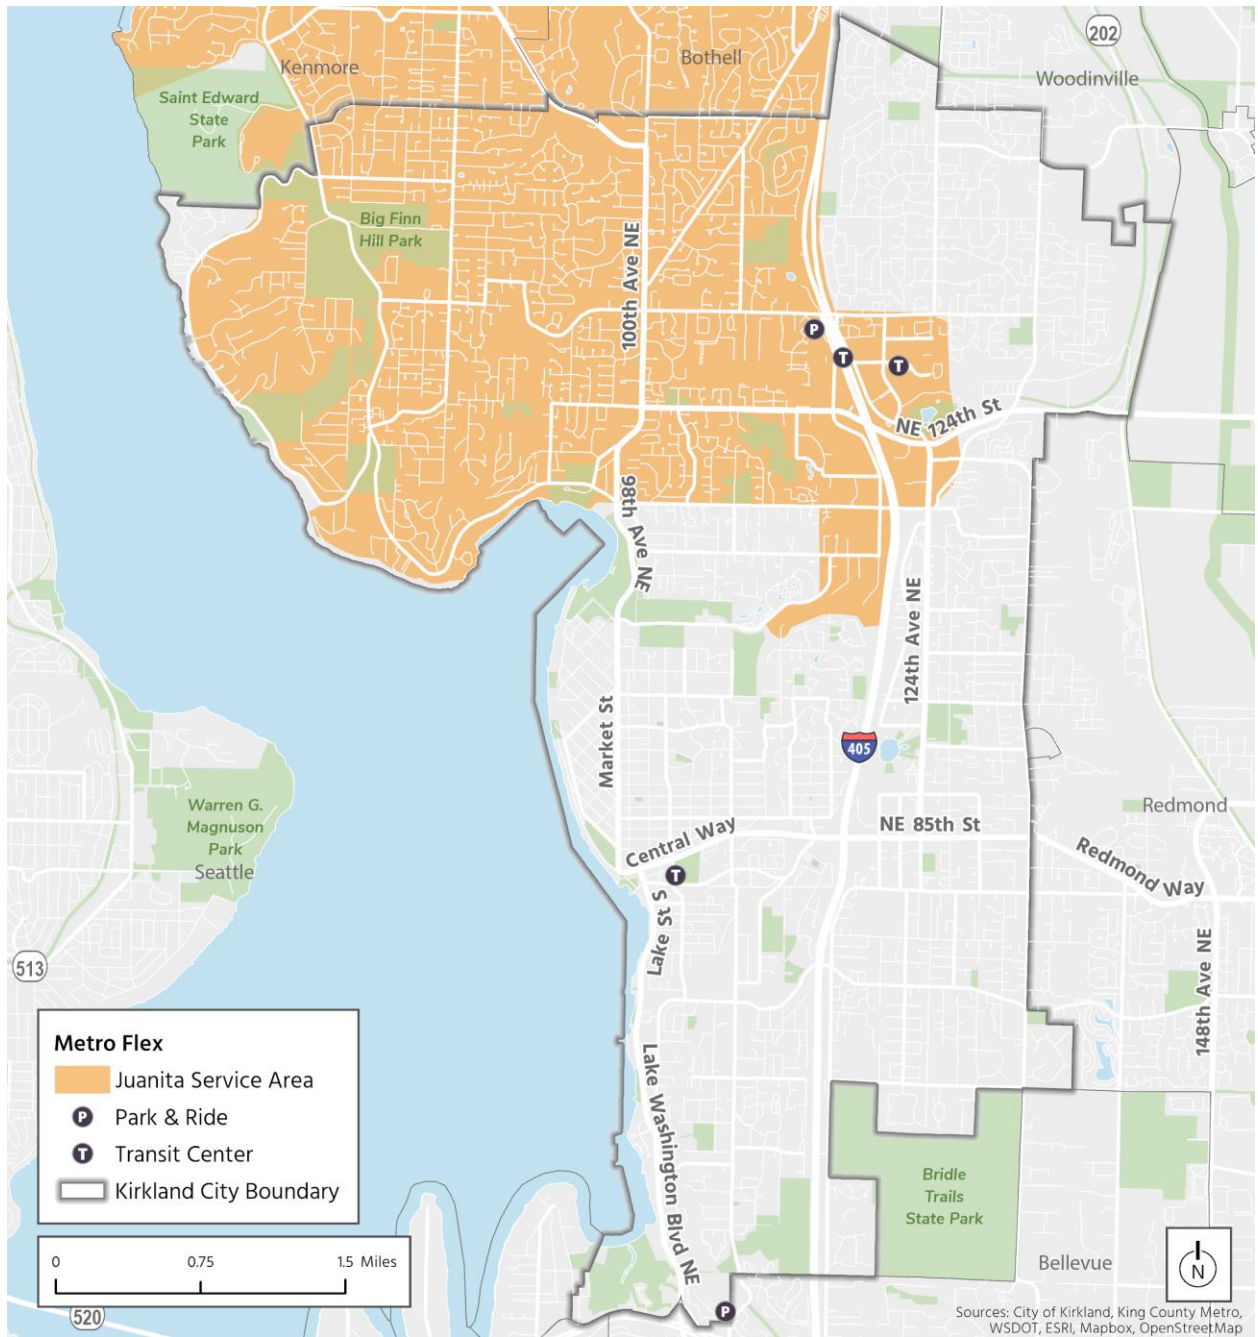 202
Kenmore
Bothell
Woodinville
Saint Edward
State
Park
Big Finn
Hill Park
100th Ave NE
P
T
T
NE 124th St
98th Ave NE
124th Ave NE
Market St
405
Warren G.
Magnuson
Park
Seattle
Redmond
Central Way
NE 85th St
Redmond Way
T
Lake St S
513
148th Ave NE
Lake Washington Blvd NE
Bridle
Trails
State Park
Bellevue
P
520
Metro Flex
Juanita Service Area
P Park & Ride
T Transit Center
Kirkland City Boundary
0 0.75 1.5 Miles
N
Sources: City of Kirkland, King County Metro,
WSDOT, ESRI, Mapbox, OpenStreetMap